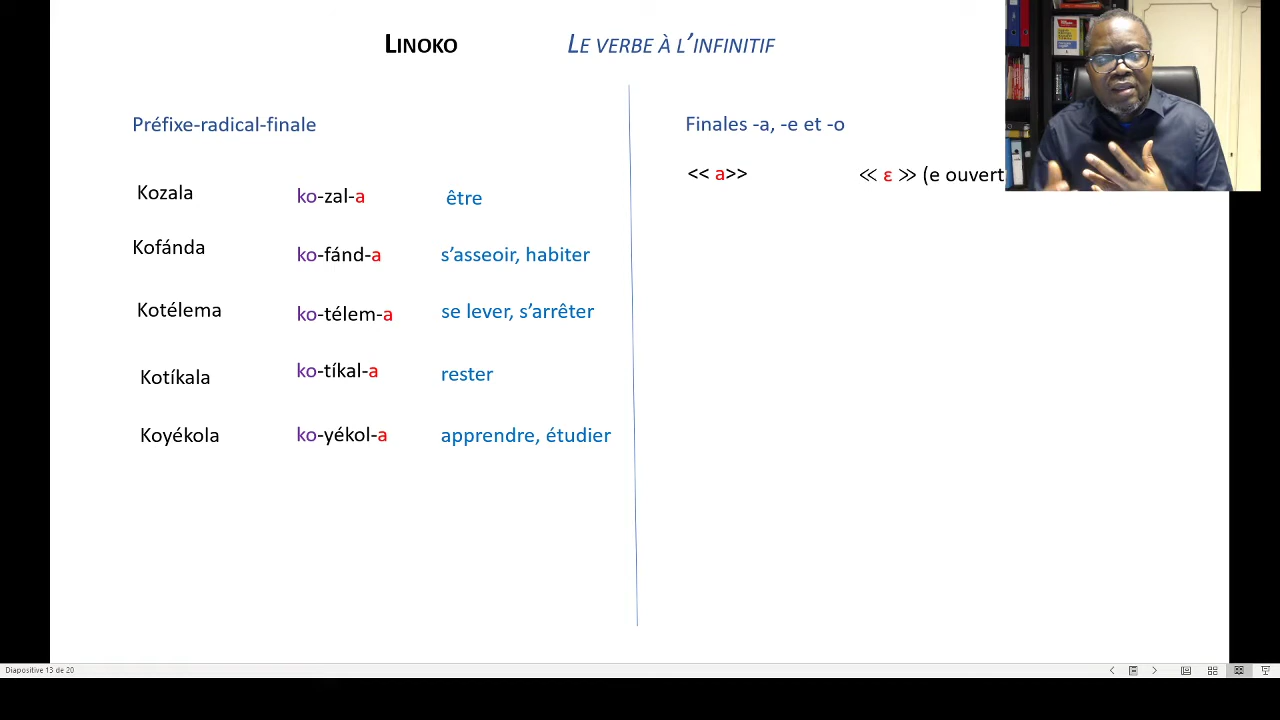 LINOKO
LE VERBE À L'INFINITIF
Préfixe-radical-finale
Kozala ko-zal-a être
Kofánda ko-fánd-a s'asseoir, habiter
Kotélema ko-télem-a se lever, s'arrêter
Kotíkala ko-tíkal-a rester
Koyékola ko-yékol-a apprendre, étudier
Finales -a, -e et -o
<< a>> ≪ ε ≫ (e ouvert
Diapositive 13 de 20